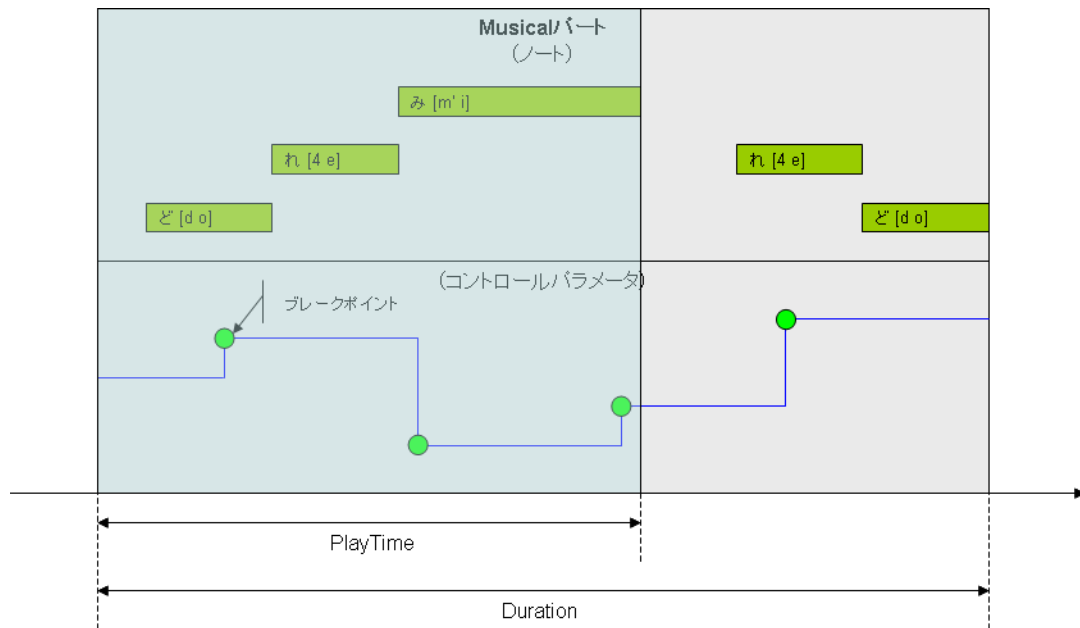 Musicalパート
(ノート)
み [m' i]
れ [4 e]
れ [4 e]
ど [d o]
ど [d o]
(コントロールパラメータ)
ブレークポイント
PlayTime
Duration